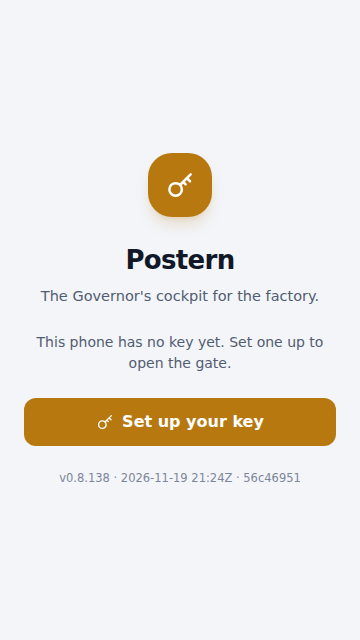 Postern
The Governor's cockpit for the factory.
This phone has no key yet. Set one up to
open the gate.
Set up your key
v0.8.138 · 2026-11-19 21:24Z · 56c46951